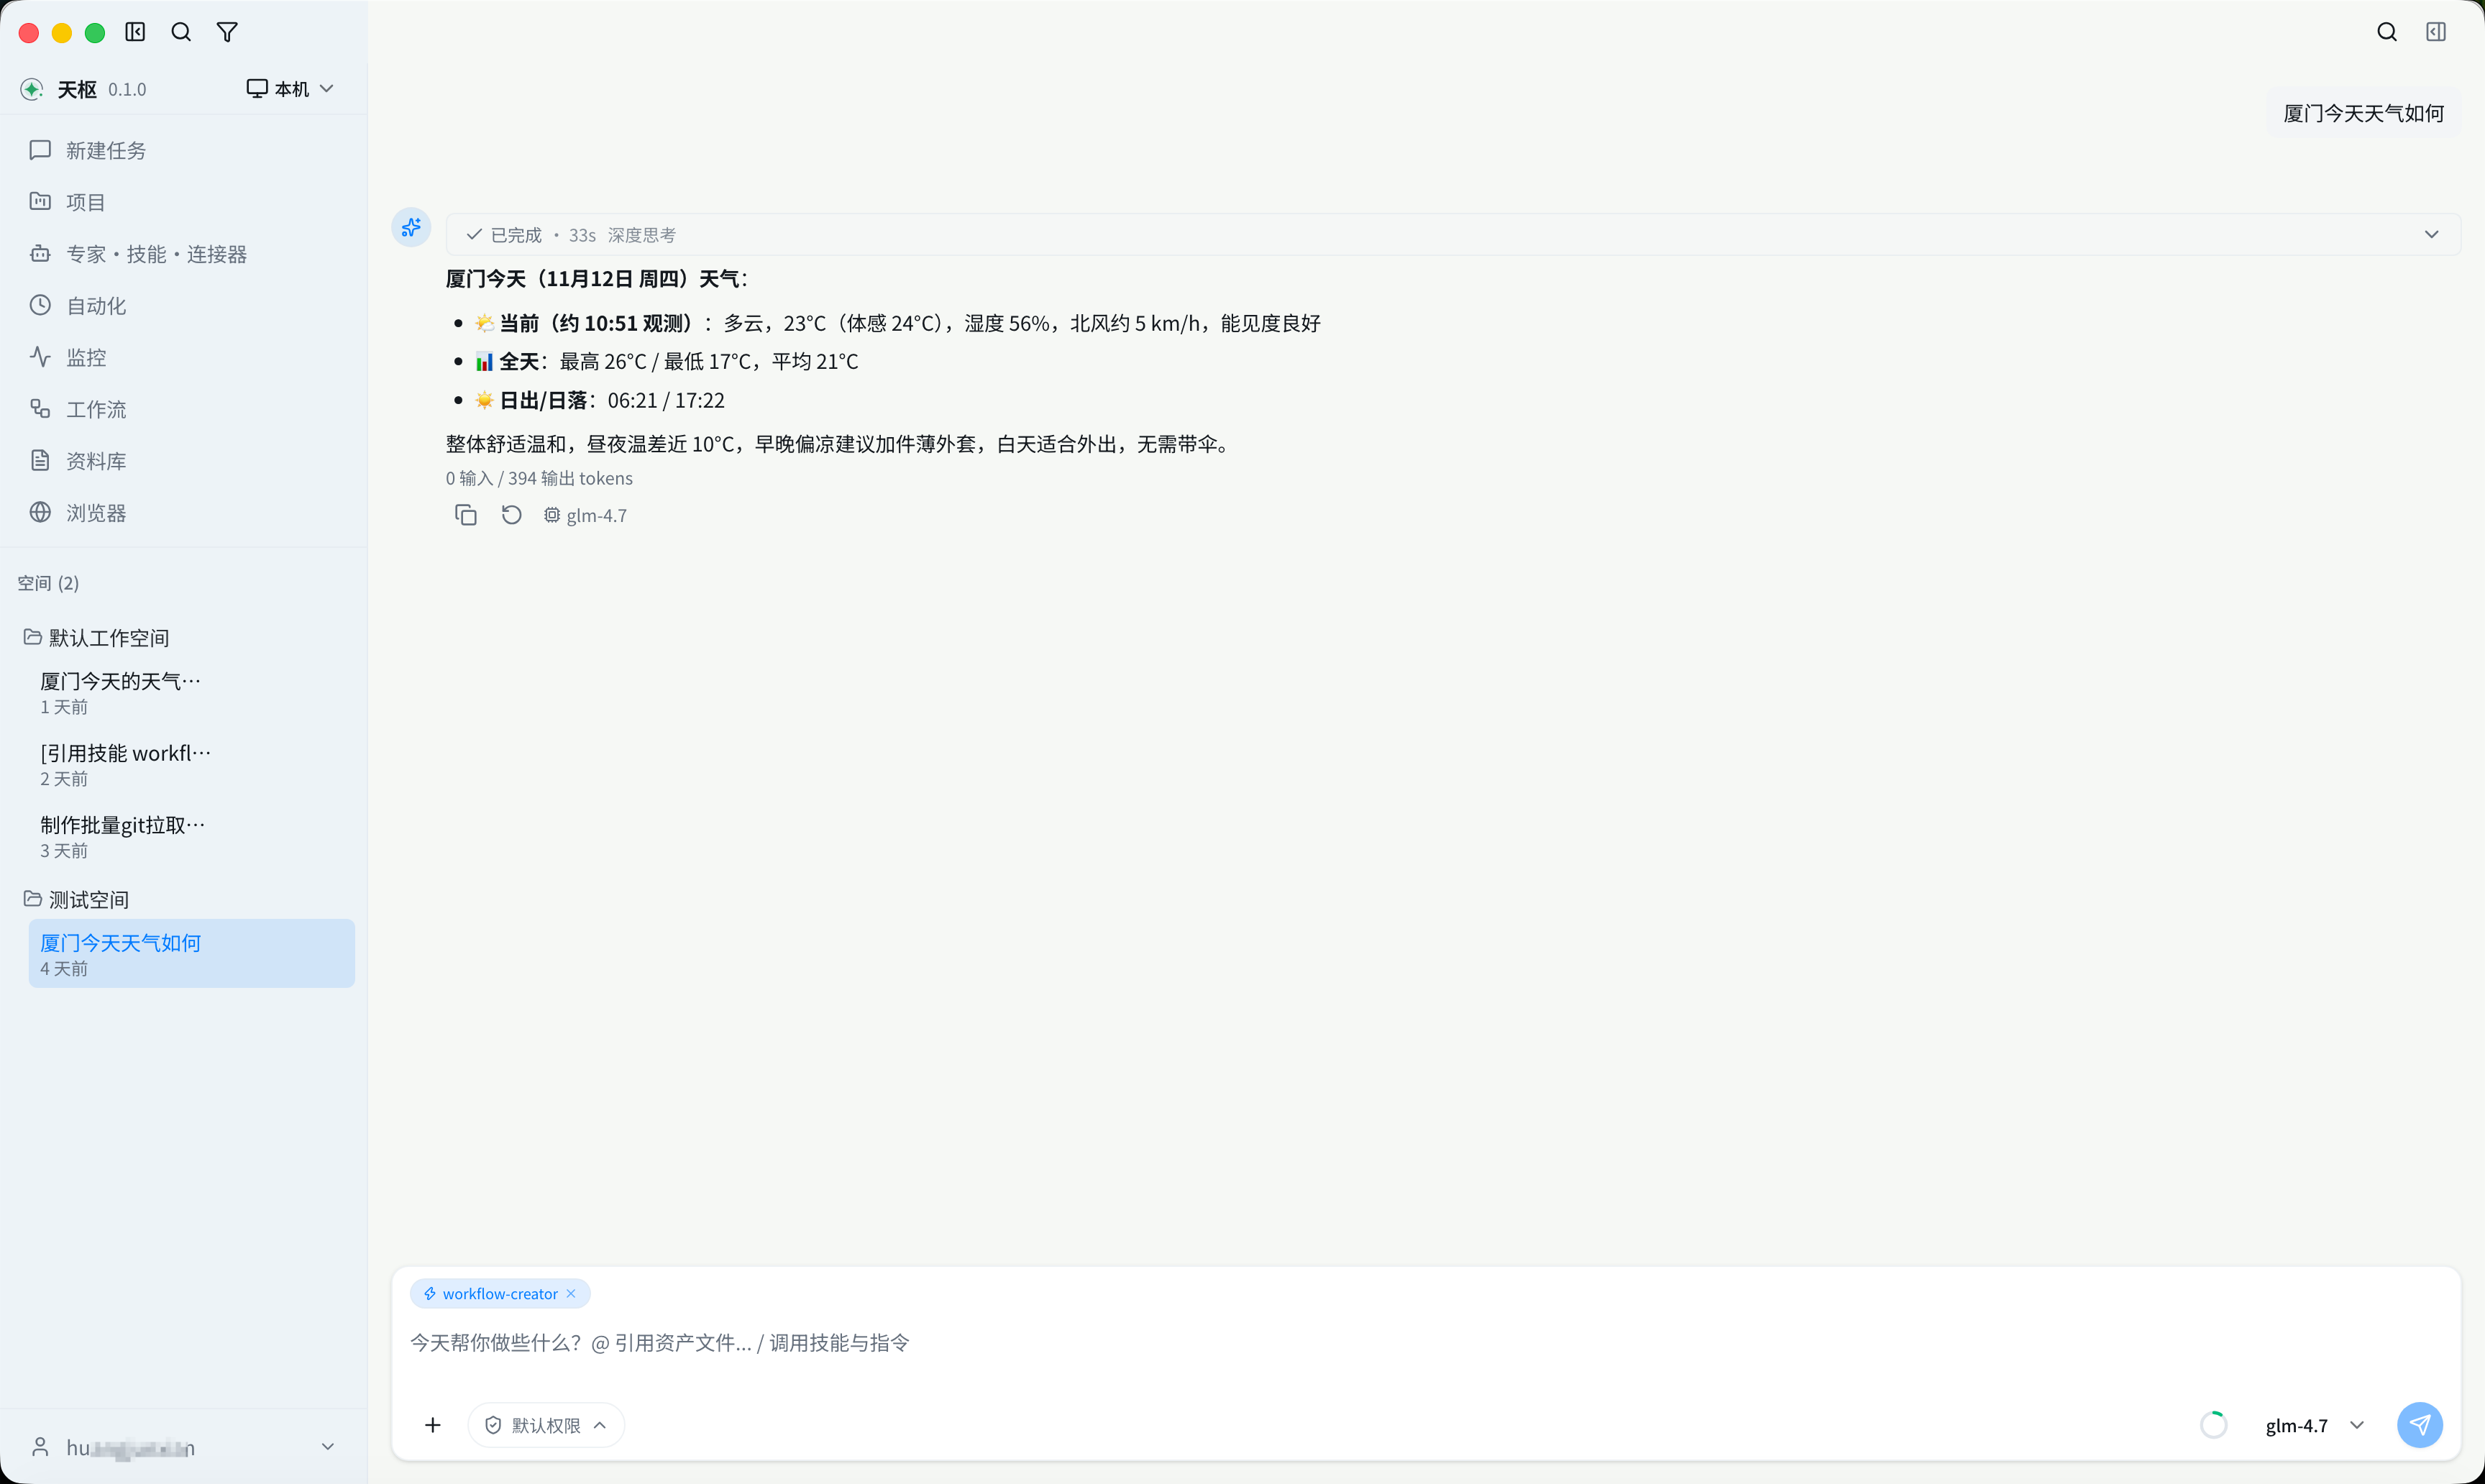 天枢 0.1.0 本机
新建任务
项目
专家・技能・连接器
自动化
监控
工作流
资料库
浏览器
空间 (2)
默认工作空间
厦门今天的天气…
1 天前
[引用技能 workfl…
2 天前
制作批量git拉取…
3 天前
测试空间
厦门今天天气如何
4 天前
厦门今天天气如何
已完成 • 33s 深度思考
厦门今天（11月12日 周四）天气：
当前（约 10:51 观测）：多云，23°C（体感 24°C），湿度 56%，北风约 5 km/h，能见度良好
全天：最高 26°C / 最低 17°C，平均 21°C
日出/日落：06:21 / 17:22
整体舒适温和，昼夜温差近 10°C，早晚偏凉建议加件薄外套，白天适合外出，无需带伞。
0 输入 / 394 输出 tokens
glm-4.7
workflow-creator
今天帮你做些什么？@ 引用资产文件... / 调用技能与指令
默认权限
glm-4.7